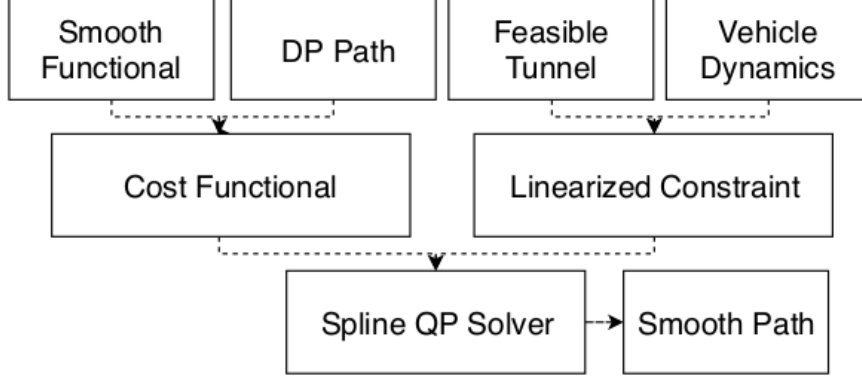 Smooth
Functional
DP Path
Feasible
Tunnel
Vehicle
Dynamics
Cost Functional
Linearized Constraint
Spline QP Solver
Smooth Path